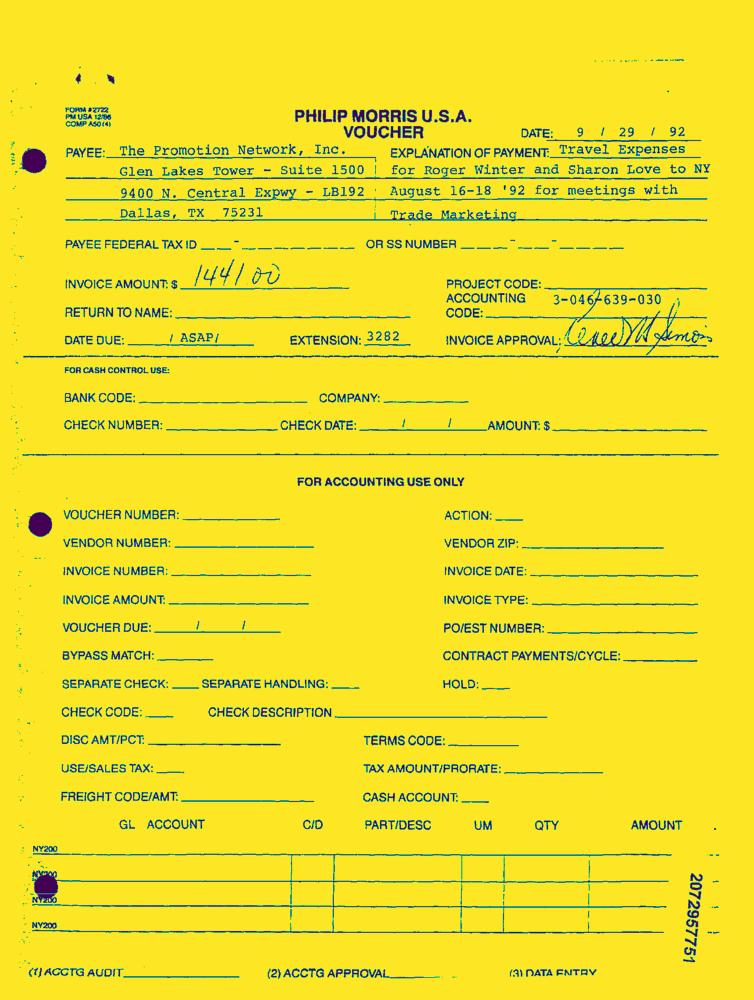 FORM #2722
PM USA 12/86
COMP A50 (4)
PHILIP MORRIS U.S.A.
VOUCHER
DATE: 9 / 29 / 92
PAYEE: The Promotion Network, Inc. EXPLANATION OF PAYMENT: Travel Expenses
Glen Lakes Tower - Suite 1500 for Roger Winter and Sharon Love to NY
9400 N. Central Expwy - LB192 August 16-18 '92 for meetings with
Dallas, TX 75231 Trade Marketing
PAYEE FEDERAL TAX ID __-______ OR SS NUMBER ___-__-____
INVOICE AMOUNT: $ 1441 00 PROJECT CODE:
ACCOUNTING 3-046-639-030
RETURN TO NAME: CODE:
DATE DUE: / ASAP/ EXTENSION: 3282 INVOICE APPROVAL:
FOR CASH CONTROL USE:
BANK CODE: COMPANY:
CHECK NUMBER: CHECK DATE: / / AMOUNT: $
FOR ACCOUNTING USE ONLY
VOUCHER NUMBER: ACTION:
VENDOR NUMBER: VENDOR ZIP:
INVOICE NUMBER: INVOICE DATE:
INVOICE AMOUNT: INVOICE TYPE:
VOUCHER DUE: / / PO/EST NUMBER:
BYPASS MATCH: CONTRACT PAYMENTS/CYCLE:
SEPARATE CHECK: SEPARATE HANDLING: HOLD:
CHECK CODE: CHECK DESCRIPTION
DISC AMT/PCT: TERMS CODE:
USE/SALES TAX: TAX AMOUNT/PRORATE:
FREIGHT CODE/AMT: CASH ACCOUNT:
GL ACCOUNT C/D PART/DESC UM QTY AMOUNT
NY200
NY200
NY200
NY200
2072957751
(1) ACCTG AUDIT (2) ACCTG APPROVAL (3) DATA ENTRY